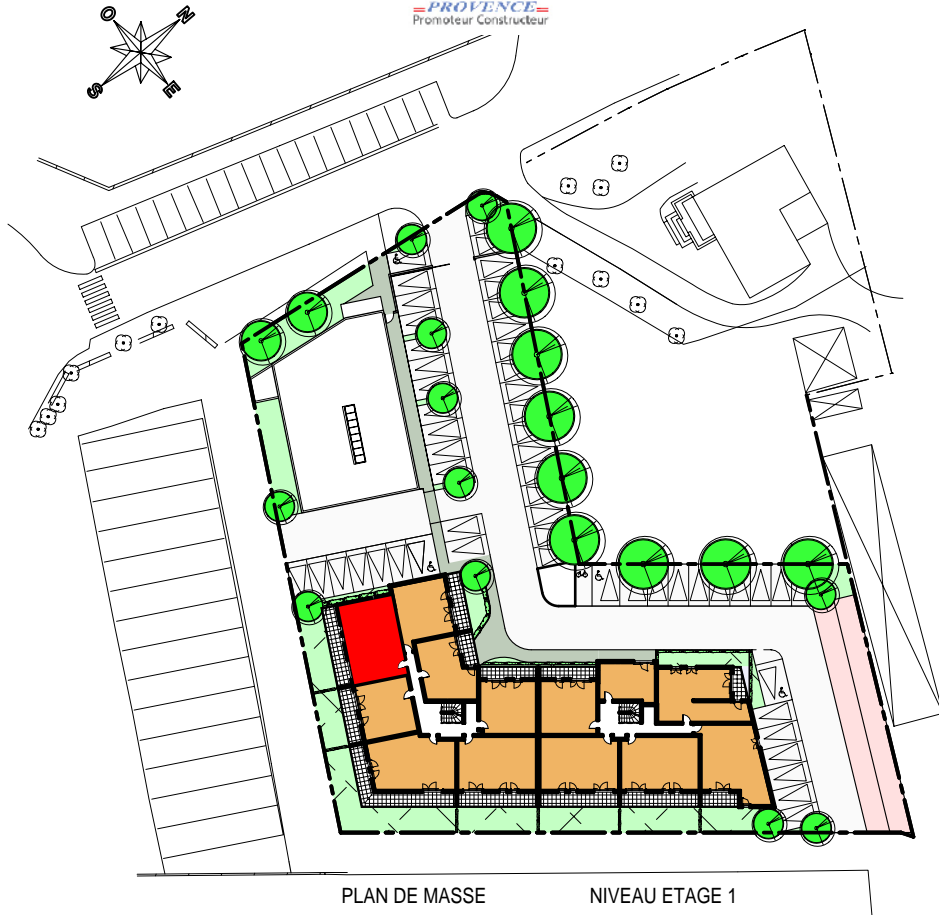 PROVENCE
Promoteur Constructeur
O
N
S
E
PLAN DE MASSE
NIVEAU ETAGE 1